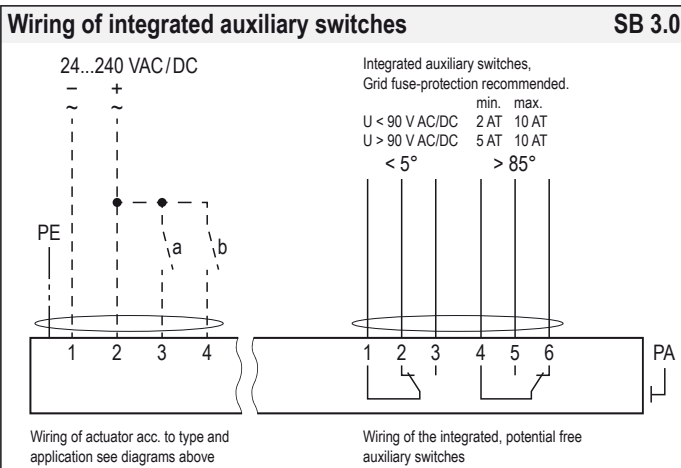 Wiring of integrated auxiliary switches SB 3.0
24...240 VAC/DC
– +
~ ~
Integrated auxiliary switches,
Grid fuse-protection recommended.
min. max.
U < 90 V AC/DC 2 AT 10 AT
U > 90 V AC/DC 5 AT 10 AT
< 5° > 85°
PE
a b
1 2 3 4
1 2 3 4 5 6
PA
Wiring of actuator acc. to type and
application see diagrams above
Wiring of the integrated, potential free
auxiliary switches